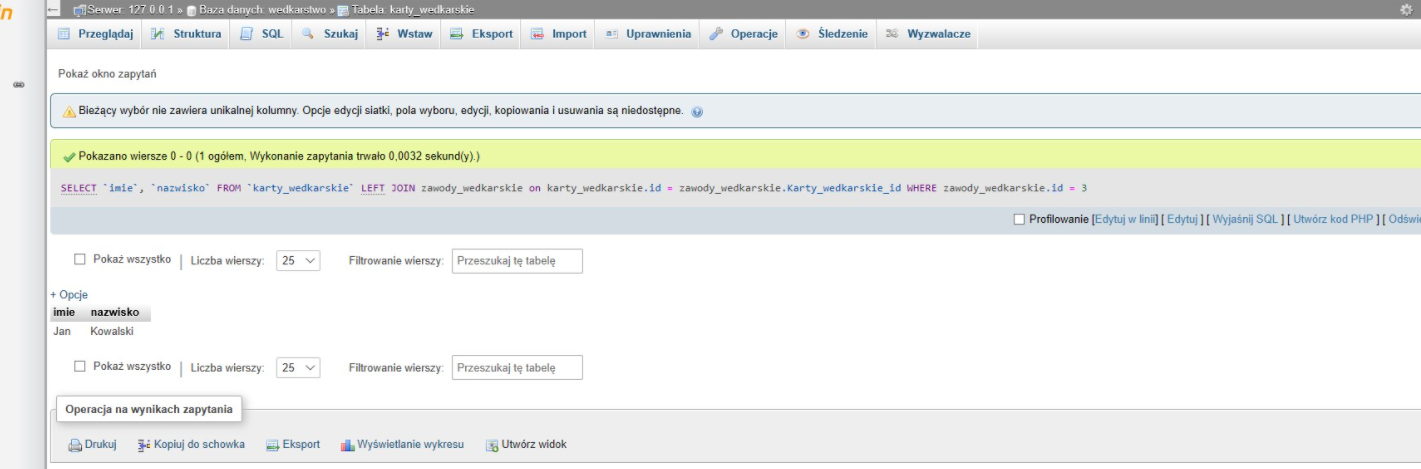 in
Serwer: 127.0.0.1 » Baza danych: wedkarstwo » Tabela: karty_wedkarskie
Przeglądaj Struktura SQL Szukaj Wstaw Eksport Import Uprawnienia Operacje Śledzenie Wyzwalacze
Pokaż okno zapytań
Bieżący wybór nie zawiera unikalnej kolumny. Opcje edycji siatki, pola wyboru, edycji, kopiowania i usuwania są niedostępne.
Pokazano wiersze 0 - 0 (1 ogółem, Wykonanie zapytania trwało 0,0032 sekund(y).)
SELECT `imie`, `nazwisko` FROM `karty_wedkarskie` LEFT JOIN zawody_wedkarskie on karty_wedkarskie.id = zawody_wedkarskie.Karty_wedkarskie_id WHERE zawody_wedkarskie.id = 3
Profilowanie [Edytuj w linii] [ Edytuj ] [ Wyjaśnij SQL ] [ Utwórz kod PHP ] [ Odświe
Pokaż wszystko | Liczba wierszy: 25 Filtrowanie wierszy: Przeszukaj tę tabelę
+ Opcje
imie nazwisko
Jan Kowalski
Pokaż wszystko | Liczba wierszy: 25 Filtrowanie wierszy: Przeszukaj tę tabelę
Operacja na wynikach zapytania
Drukuj Kopiuj do schowka Eksport Wyświetlanie wykresu Utwórz widok